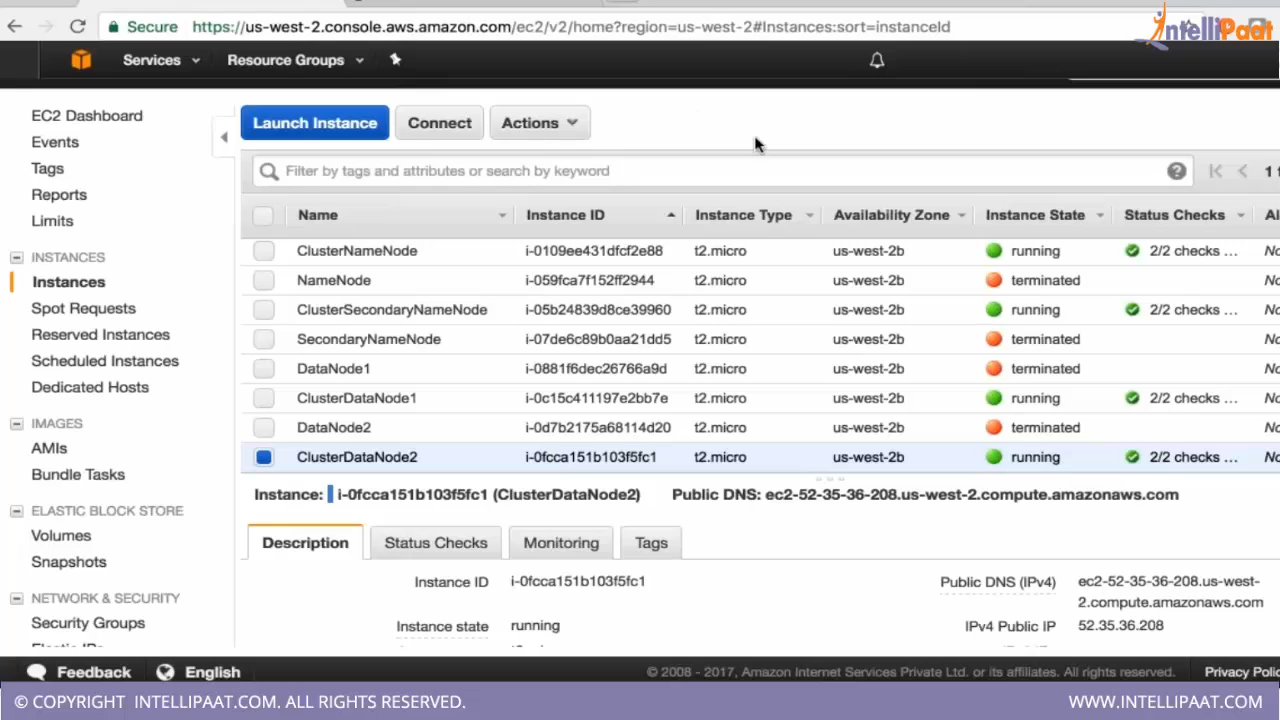 Secure https://us-west-2.console.aws.amazon.com/ec2/v2/home?region=us-west-2#Instances:sort=instanceId
IntelliPaat
Services Resource Groups
EC2 Dashboard
Events
Tags
Reports
Limits
INSTANCES
Instances
Spot Requests
Reserved Instances
Scheduled Instances
Dedicated Hosts
IMAGES
AMIs
Bundle Tasks
ELASTIC BLOCK STORE
Volumes
Snapshots
NETWORK & SECURITY
Security Groups
Launch Instance Connect Actions
Filter by tags and attributes or search by keyword 1
Name Instance ID Instance Type Availability Zone Instance State Status Checks
ClusterNameNode i-0109ee431dfcf2e88 t2.micro us-west-2b running 2/2 checks ...
NameNode i-059fca7f152ff2944 t2.micro us-west-2b terminated
ClusterSecondaryNameNode i-05b24839d8ce39960 t2.micro us-west-2b running 2/2 checks ...
SecondaryNameNode i-07de6c89b0aa21dd5 t2.micro us-west-2b terminated
DataNode1 i-0881f6dec26766a9d t2.micro us-west-2b terminated
ClusterDataNode1 i-0c15c411197e2bb7e t2.micro us-west-2b running 2/2 checks ...
DataNode2 i-0d7b2175a68114d20 t2.micro us-west-2b terminated
ClusterDataNode2 i-0fcca151b103f5fc1 t2.micro us-west-2b running 2/2 checks ...
Instance: i-0fcca151b103f5fc1 (ClusterDataNode2) Public DNS: ec2-52-35-36-208.us-west-2.compute.amazonaws.com
Description Status Checks Monitoring Tags
Instance ID i-0fcca151b103f5fc1 Public DNS (IPv4) ec2-52-35-36-208.us-west-
2.compute.amazonaws.com
Instance state running IPv4 Public IP 52.35.36.208
Feedback English © 2008 - 2017, Amazon Internet Services Private Ltd. or its affiliates. All rights reserved. Privacy Polic
© COPYRIGHT INTELLIPAAT.COM. ALL RIGHTS RESERVED. WWW.INTELLIPAAT.COM